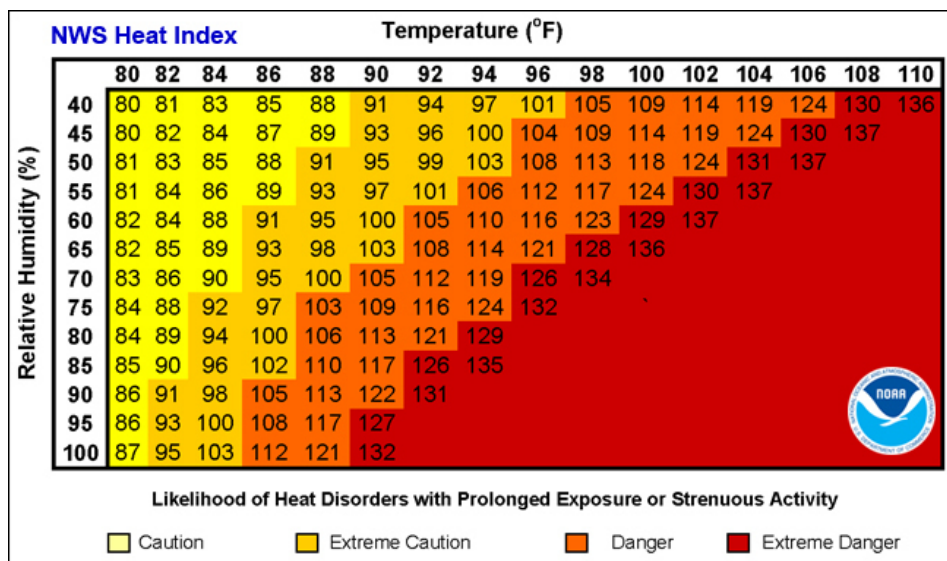 NWS Heat Index
Temperature (°F)
80 82 84 86 88 90 92 94 96 98 100 102 104 106 108 110
Relative Humidity (%)
40 80 81 83 85 88 91 94 97 101 105 109 114 119 124 130 136
45 80 82 84 87 89 93 96 100 104 109 114 119 124 130 137
50 81 83 85 88 91 95 99 103 108 113 118 124 131 137
55 81 84 86 89 93 97 101 106 112 117 124 130 137
60 82 84 88 91 95 100 105 110 116 123 129 137
65 82 85 89 93 98 103 108 114 121 128 136
70 83 86 90 95 100 105 112 119 126 134
75 84 88 92 97 103 109 116 124 132
80 84 89 94 100 106 113 121 129
85 85 90 96 102 110 117 126 135
90 86 91 98 105 113 122 131
95 86 93 100 108 117 127
100 87 95 103 112 121 132
NOAA
Likelihood of Heat Disorders with Prolonged Exposure or Strenuous Activity
Caution Extreme Caution Danger Extreme Danger